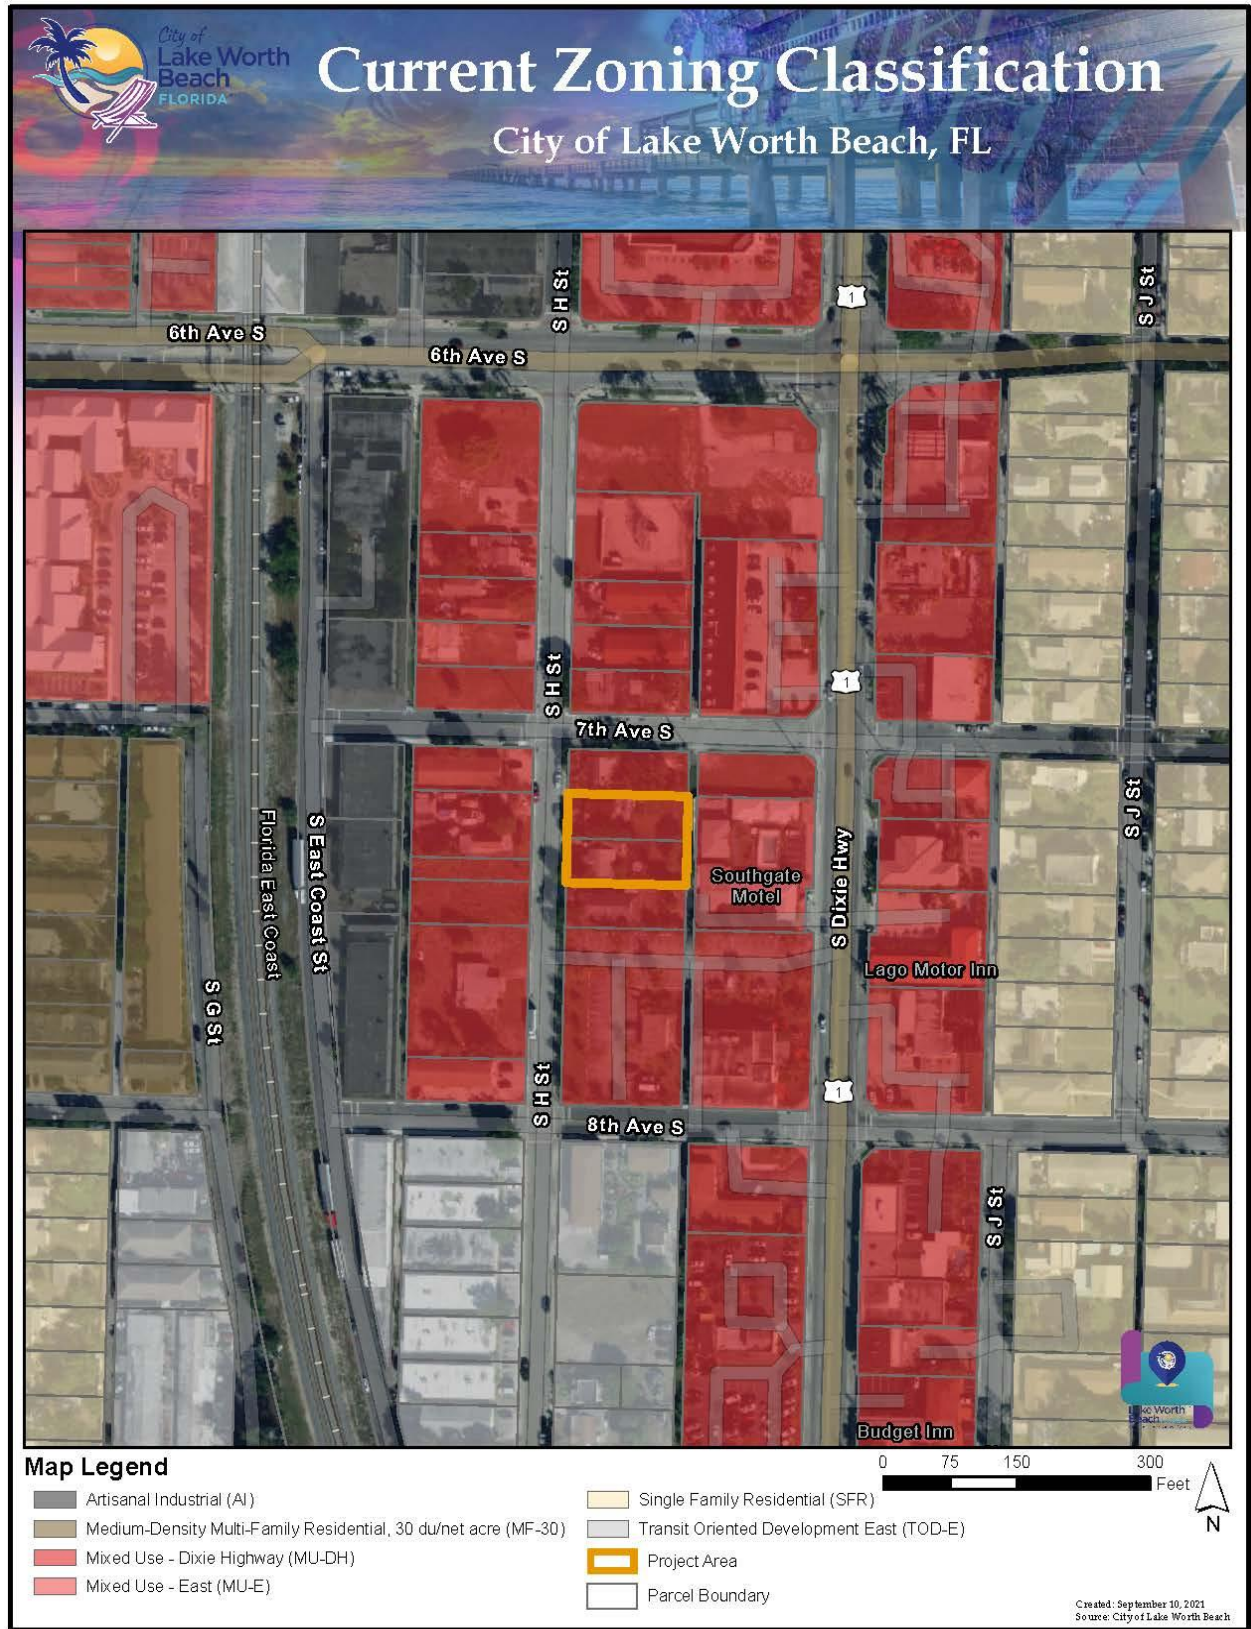 City of
Lake Worth
Beach
FLORIDA
Current Zoning Classification
City of Lake Worth Beach, FL
S H St
1
S J St
6th Ave S
6th Ave S
S H St
1
7th Ave S
S J St
Florida East Coast
S East Coast St
S Dixie Hwy
Southgate
Motel
Lago Motor Inn
S G St
S H St
1
8th Ave S
S J St
Lake Worth
Beach
Budget Inn
Map Legend
Artisanal Industrial (AI)
Medium-Density Multi-Family Residential, 30 du/net acre (MF-30)
Mixed Use - Dixie Highway (MU-DH)
Mixed Use - East (MU-E)
Single Family Residential (SFR)
Transit Oriented Development East (TOD-E)
Project Area
Parcel Boundary
0 75 150 300
Feet
N
Created: September 10, 2021
Source: City of Lake Worth Beach